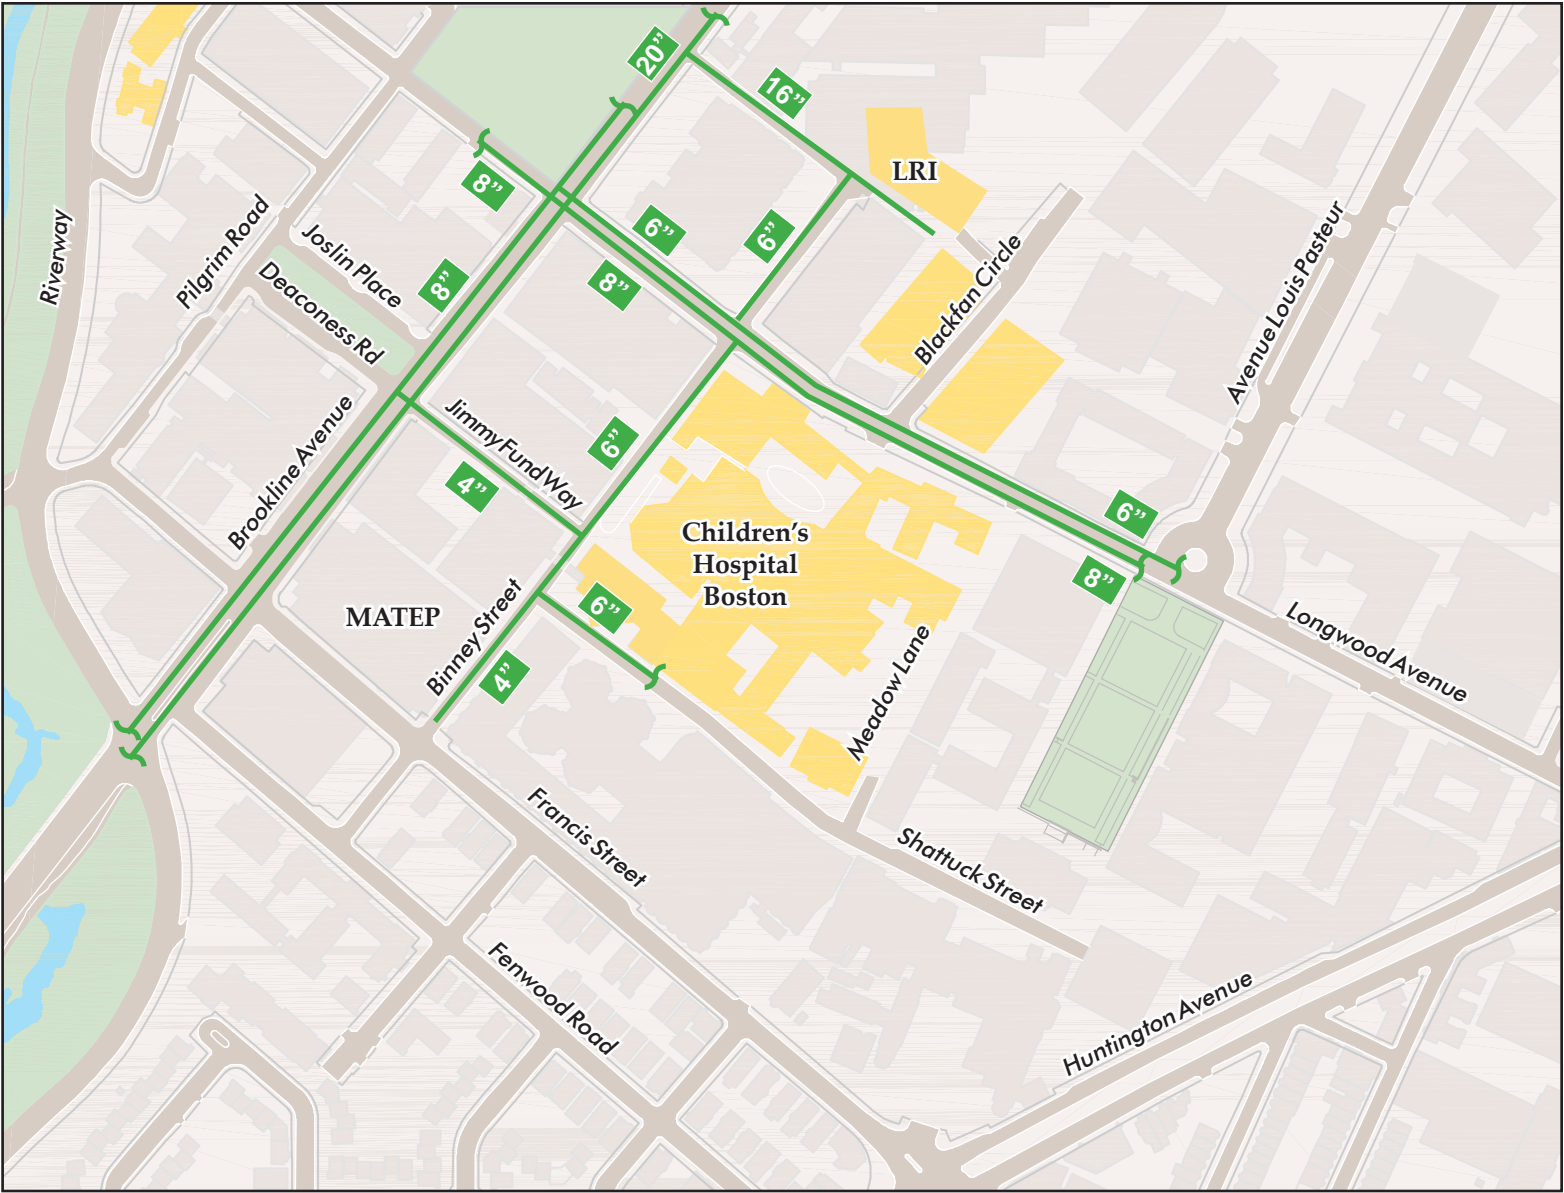 20”
16”
LRI
8”
Riverway
Pilgrim Road
Joslin Place
6”
6”
Avenue Louis Pasteur
Deaconess Rd
8”
8”
Blackfan Circle
Brookline Avenue
Jimmy Fund Way
6”
4”
6”
Children’s
Hospital
Boston
8”
6”
MATEP
Binney Street
4”
Meadow Lane
Longwood Avenue
Francis Street
Shattuck Street
Fenwood Road
Huntington Avenue